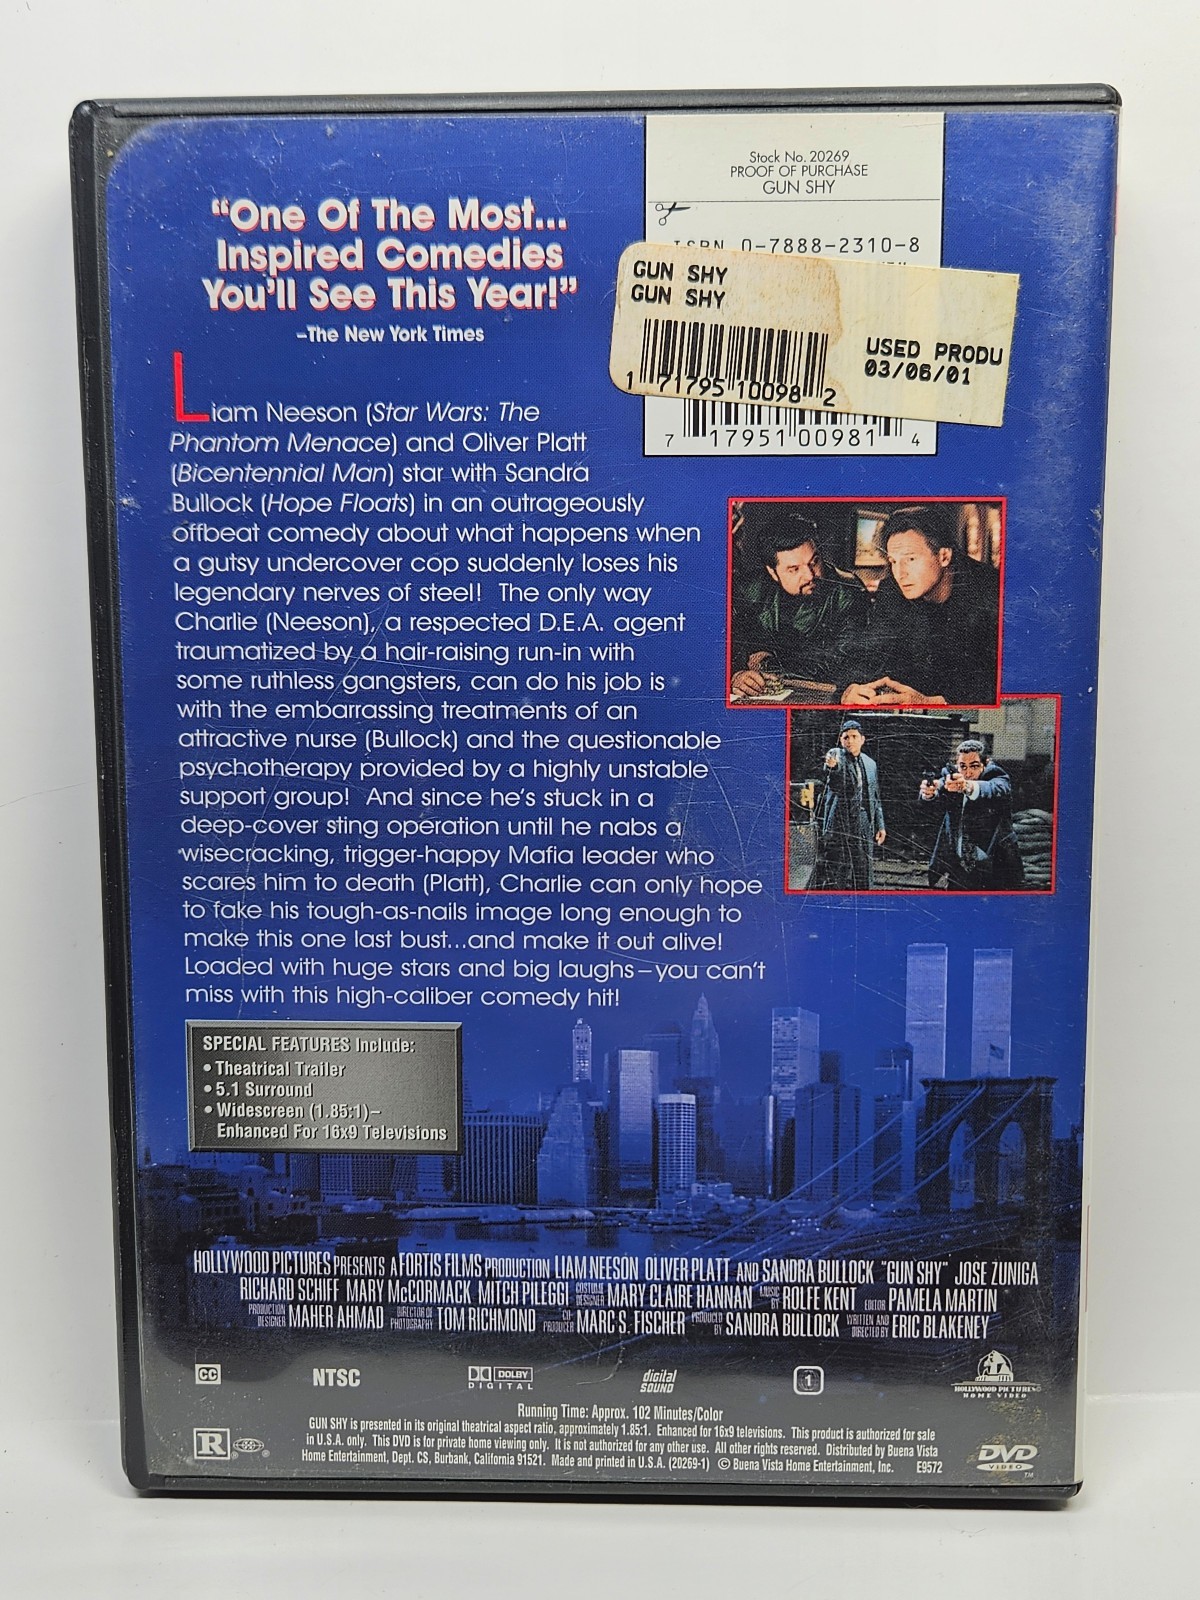 Stock No. 20269
PROOF OF PURCHASE
GUN SHY
ISBN 0-7888-2310-8
GUN SHY
GUN SHY
1 71795 10098 2
USED PRODU
03/06/01
7 17951 00981 4
"One Of The Most...
Inspired Comedies
You'll See This Year!"
–The New York Times
Liam Neeson (Star Wars: The
Phantom Menace) and Oliver Platt
(Bicentennial Man) star with Sandra
Bullock (Hope Floats) in an outrageously
offbeat comedy about what happens when
a gutsy undercover cop suddenly loses his
legendary nerves of steel! The only way
Charlie (Neeson), a respected D.E.A. agent
traumatized by a hair-raising run-in with
some ruthless gangsters, can do his job is
with the embarrassing treatments of an
attractive nurse (Bullock) and the questionable
psychotherapy provided by a highly unstable
support group! And since he's stuck in a
deep-cover sting operation until he nabs a
wisecracking, trigger-happy Mafia leader who
scares him to death (Platt), Charlie can only hope
to fake his tough-as-nails image long enough to
make this one last bust...and make it out alive!
Loaded with huge stars and big laughs–you can't
miss with this high-caliber comedy hit!
SPECIAL FEATURES Include:
• Theatrical Trailer
• 5.1 Surround
• Widescreen (1.85:1)–
Enhanced For 16x9 Televisions
HOLLYWOOD PICTURES PRESENTS A FORTIS FILMS PRODUCTION LIAM NEESON OLIVER PLATT AND SANDRA BULLOCK "GUN SHY" JOSE ZUNIGA
RICHARD SCHIFF MARY McCORMACK MITCH PILEGGI COSTUME DESIGNER MARY CLAIRE HANNAN MUSIC BY ROLFE KENT EDITOR PAMELA MARTIN
PRODUCTION DESIGNER MAHER AHMAD DIRECTOR OF PHOTOGRAPHY TOM RICHMOND CO-PRODUCER MARC S. FISCHER PRODUCED BY SANDRA BULLOCK WRITTEN AND DIRECTED BY ERIC BLAKENEY
CC
NTSC
DOLBY
DIGITAL
digital
SOUND
1
HOLLYWOOD PICTURES
HOME VIDEO
Running Time: Approx. 102 Minutes/Color
GUN SHY is presented in its original theatrical aspect ratio, approximately 1.85:1. Enhanced for 16x9 televisions. This product is authorized for sale
in U.S.A. only. This DVD is for private home viewing only. It is not authorized for any other use. All other rights reserved. Distributed by Buena Vista
Home Entertainment, Dept. CS, Burbank, California 91521. Made and printed in U.S.A. (20269-1) © Buena Vista Home Entertainment, Inc. E9572
R
DVD
VIDEO
TM